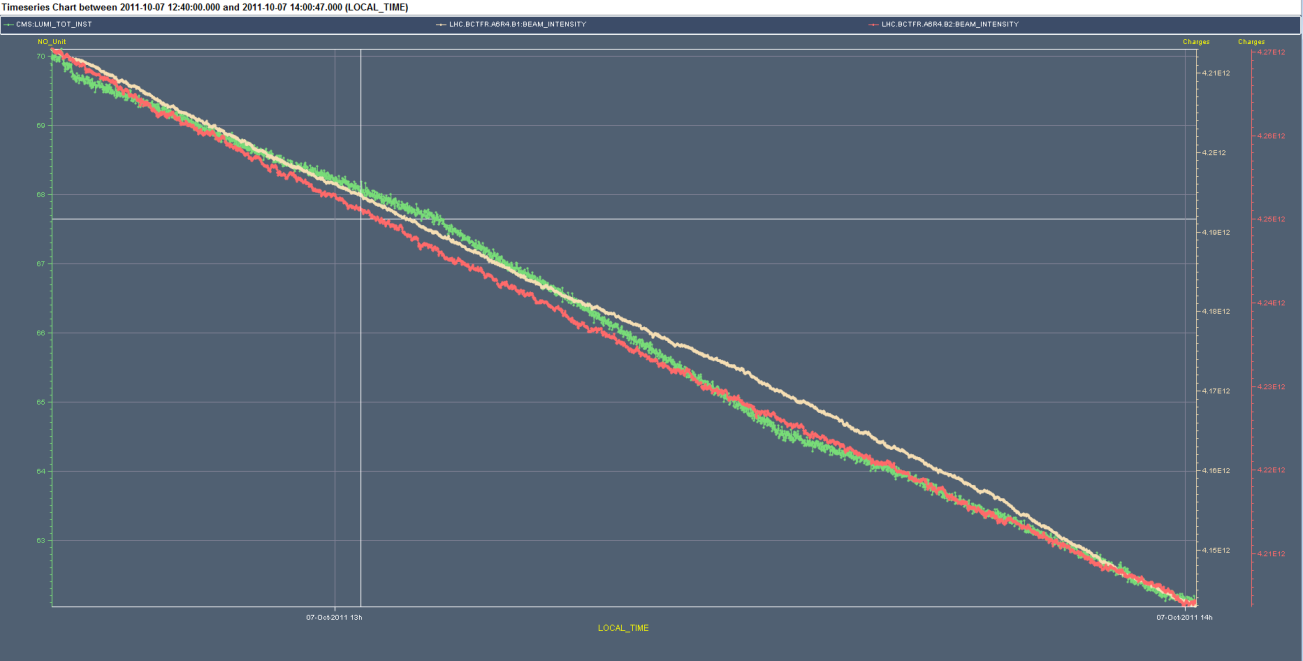 Timeseries Chart between 2011-10-07 12:40:00.000 and 2011-10-07 14:00:47.000 (LOCAL_TIME)
CMS:LUMI_TOT_INST LHC.BCTFR.A6R4.B1:BEAM_INTENSITY LHC.BCTFR.A6R4.B2:BEAM_INTENSITY
NO_Unit Charges Charges
4.27E12
70
4.21E12
69 4.26E12
4.2E12
68
4.25E12
4.19E12
67
4.24E12
4.18E12
66
4.23E12
4.17E12
65
64 4.16E12 4.22E12
63
4.15E12 4.21E12
07-Oct-2011 13h 07-Oct-2011 14h
LOCAL_TIME